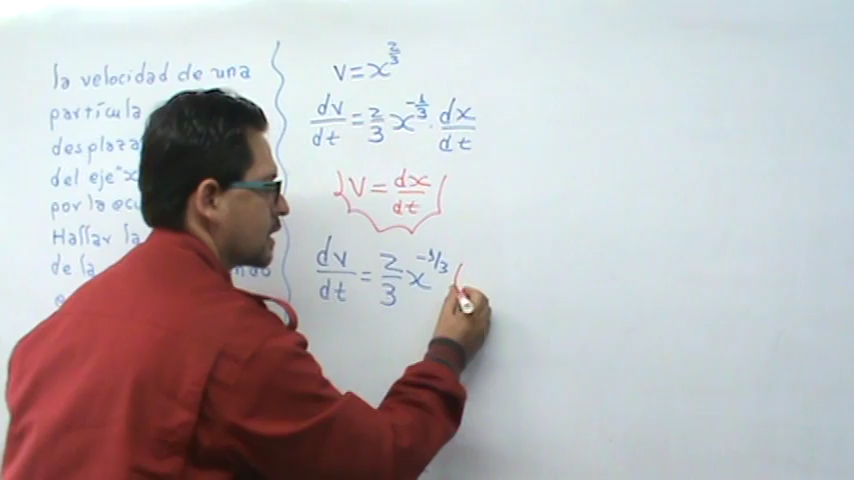 la velocidad de una
partícula
desplaza
del eje "x
por la ecu
Hallar la
de la
v = x^{2/3}
dv/dt = 2/3 x^{-1/3} · dx/dt
v = dx/dt
dv/dt = 2/3 x^{-1/3} (